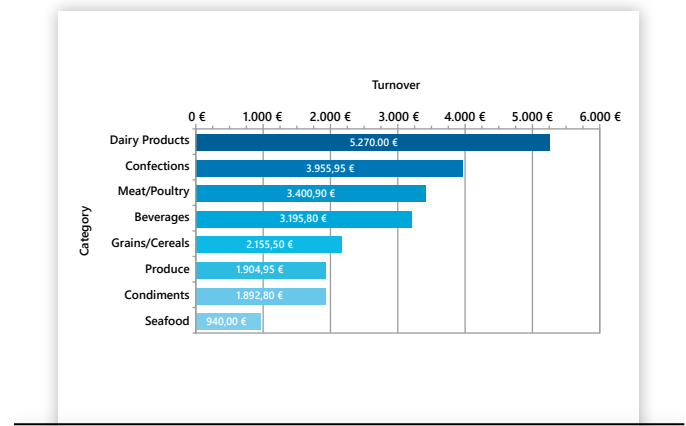 Turnover
0 € 1.000 € 2.000 € 3.000 € 4.000 € 5.000 € 6.000 €
Category
Dairy Products 5.270.00 €
Confections 3.955,95 €
Meat/Poultry 3.400,90 €
Beverages 3.195,80 €
Grains/Cereals 2.155,50 €
Produce 1.904,95 €
Condiments 1.892,80 €
Seafood 940,00 €